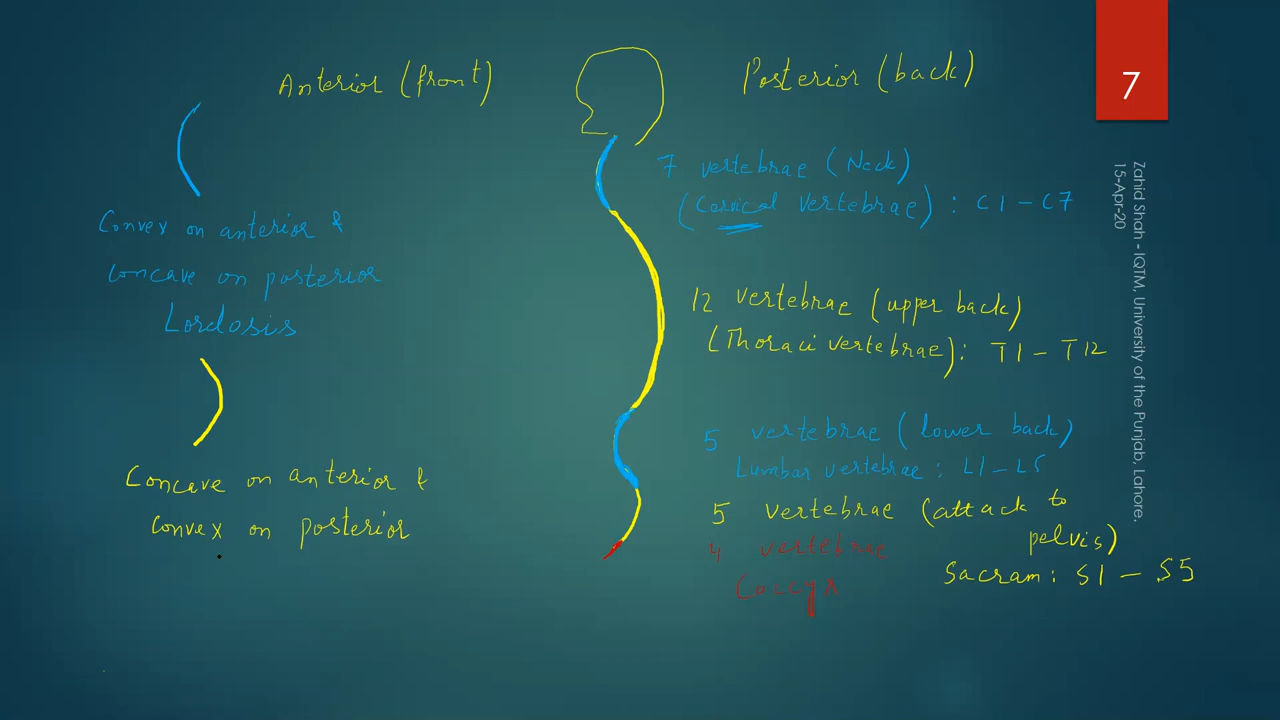 Anterior (front)
Posterior (back)
7
7 vertebrae (Neck)
(Cervical vertebrae) : C1 - C7
Convex on anterior &
concave on posterior
Lordosis
12 vertebrae (upper back)
(Thoraci vertebrae) : T1 - T12
5 vertebrae (lower back)
Lumbar vertebrae : L1 - L5
Concave on anterior &
convex on posterior
5 vertebrae (attack to
pelvis)
Sacram : S1 - S5
4 vertebrae
Coccyx
Zahid Shah - IQTM, University of the Punjab, Lahore.
15-Apr-20